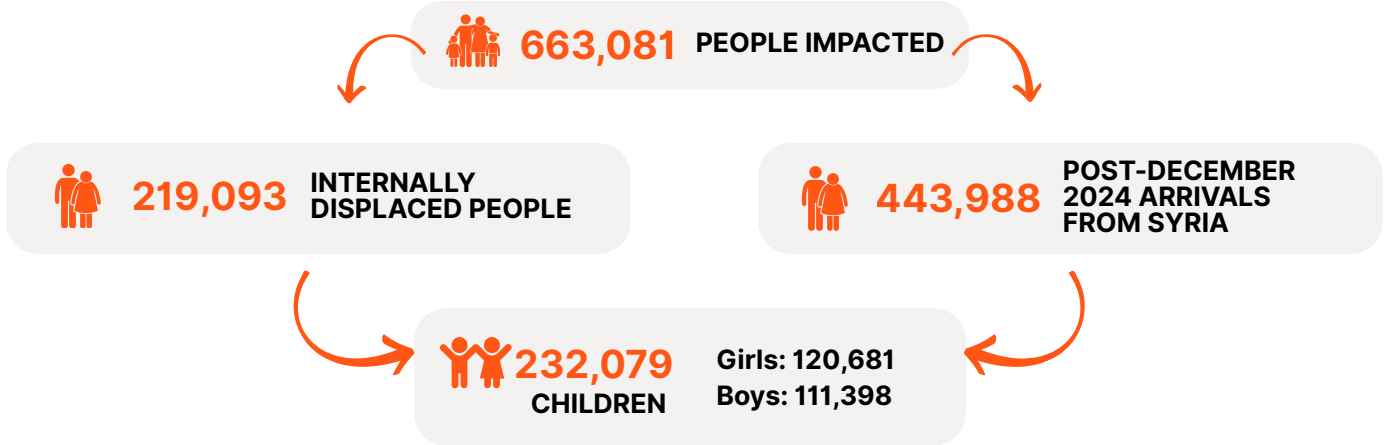 663,081 PEOPLE IMPACTED
219,093 INTERNALLY
DISPLACED PEOPLE
443,988 POST-DECEMBER
2024 ARRIVALS
FROM SYRIA
232,079
CHILDREN
Girls: 120,681
Boys: 111,398